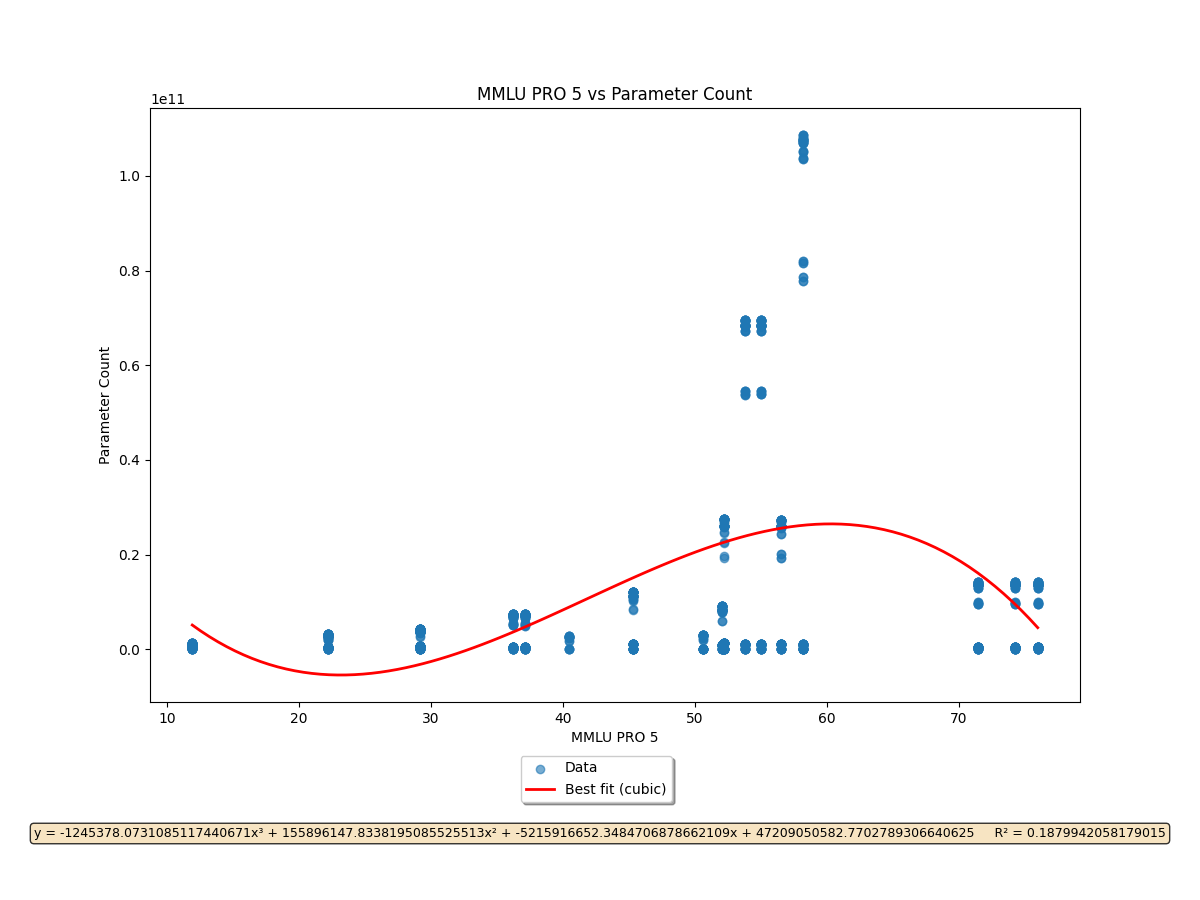 MMLU PRO 5 vs Parameter Count
1e11
1.0
0.8
0.6
0.4
0.2
0.0
Parameter Count
10 20 30 40 50 60 70
MMLU PRO 5
Data
Best fit (cubic)
y = -1245378.0731085117440671x³ + 155896147.8338195085525513x² + -5215916652.3484706878662109x + 47209050582.7702789306640625 R² = 0.1879942058179015